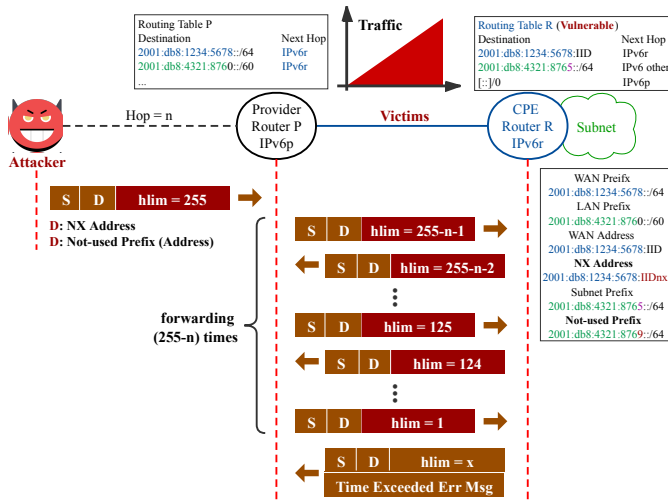 Routing Table P
Destination Next Hop
2001:db8:1234:5678::/64 IPv6r
2001:db8:4321:8760::/60 IPv6r
...
Traffic
Routing Table R (Vulnerable)
Destination Next Hop
2001:db8:1234:5678:IID IPv6r
2001:db8:4321:8765::/64 IPv6 other
[::]/0 IPv6p
Attacker
Hop = n
Provider
Router P
IPv6p
Victims
CPE
Router R
IPv6r
Subnet
S D hlim = 255
D: NX Address
D: Not-used Prefix (Address)
forwarding
(255-n) times
S D hlim = 255-n-1
S D hlim = 255-n-2
S D hlim = 125
S D hlim = 124
S D hlim = 1
S D hlim = x
Time Exceeded Err Msg
WAN Preifx
2001:db8:1234:5678::/64
LAN Prefix
2001:db8:4321:8760::/60
WAN Address
2001:db8:1234:5678:IID
NX Address
2001:db8:1234:5678:IIDnx
Subnet Prefix
2001:db8:4321:8765::/64
Not-used Prefix
2001:db8:4321:8769::/64